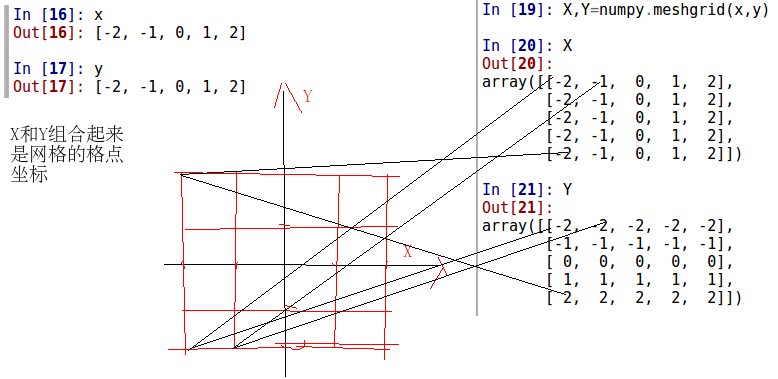 In [16]: x
Out[16]: [-2, -1, 0, 1, 2]
In [17]: y
Out[17]: [-2, -1, 0, 1, 2]
X和Y组合起来
是网格的格点
坐标
Y
X
In [19]: X,Y=numpy.meshgrid(x,y)
In [20]: X
Out[20]:
array([[-2, -1, 0, 1, 2],
[-2, -1, 0, 1, 2],
[-2, -1, 0, 1, 2],
[-2, -1, 0, 1, 2],
[-2, -1, 0, 1, 2]])
In [21]: Y
Out[21]:
array([[-2, -2, -2, -2, -2],
[-1, -1, -1, -1, -1],
[ 0, 0, 0, 0, 0],
[ 1, 1, 1, 1, 1],
[ 2, 2, 2, 2, 2]])